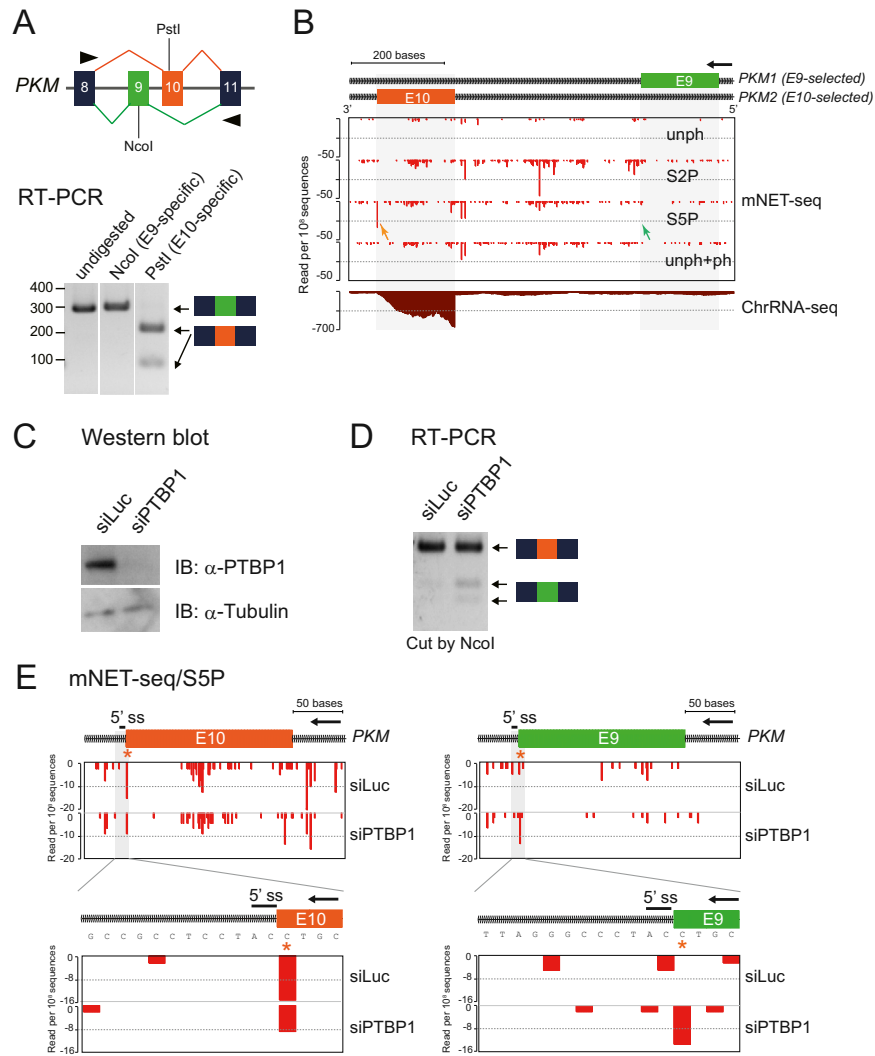 A
PstI
PKM
8
9
10
11
NcoI
RT-PCR
undigested
NcoI (E9-specific)
PstI (E10-specific)
400
300
200
100
B
200 bases
E9
PKM1 (E9-selected)
E10
PKM2 (E10-selected)
3'
5'
Read per 10⁸ sequences
unph
-50
S2P
-50
mNET-seq
S5P
-50
unph+ph
-50
ChrRNA-seq
-700
C
Western blot
siLuc
siPTBP1
IB: α-PTBP1
IB: α-Tubulin
D
RT-PCR
siLuc
siPTBP1
Cut by NcoI
E
mNET-seq/S5P
50 bases
5' ss
E10
PKM
*
Read per 10⁸ sequences
0
-10
-20
siLuc
0
-10
-20
siPTBP1
5' ss
E10
G C C G C C T C C T A C C T G C
*
Read per 10⁸ sequences
0
-8
-16
siLuc
0
-8
-16
siPTBP1
50 bases
5' ss
E9
PKM
*
Read per 10⁸ sequences
0
-10
-20
siLuc
0
-10
-20
siPTBP1
5' ss
E9
T T A G G G C C C T A C C T G C
*
Read per 10⁸ sequences
0
-8
-16
siLuc
0
-8
-16
siPTBP1